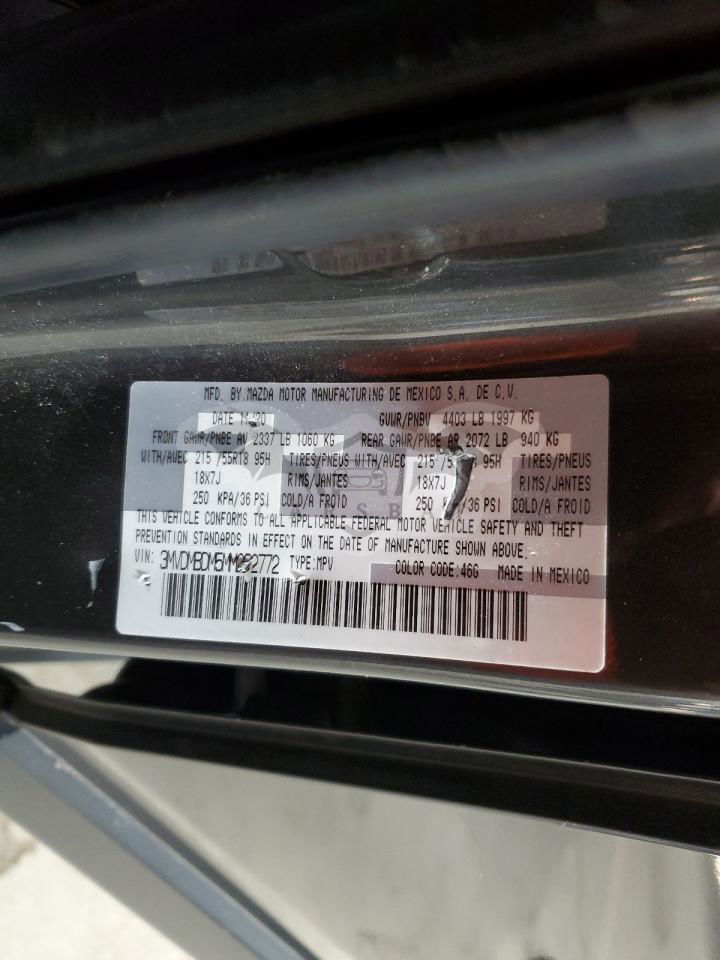 MFD. BY MAZDA MOTOR MANUFACTURING DE MEXICO S.A. DE C.V.
DATE GVWR/PNBV 4403 LB 1997 KG
FRONT GAWR/PNBE AV 2337 LB 1060 KG REAR GAWR/PNBE AR 2072 LB 940 KG
WITH/AVEC 215 /55R18 95H TIRES/PNEUS WITH/AVEC 215 95H TIRES/PNEUS
18X7J RIMS/JANTES 18X7J RIMS/JANTES
250 KPA/36 PSI COLD/A FROID 250 KPA/36 PSI COLD/A FROID
THIS VEHICLE CONFORMS TO ALL APPLICABLE FEDERAL MOTOR VEHICLE SAFETY AND THEFT
PREVENTION STANDARDS IN EFFECT ON THE DATE OF MANUFACTURE SHOWN ABOVE.
VIN: TYPE:MPV COLOR CODE:46G MADE IN MEXICO